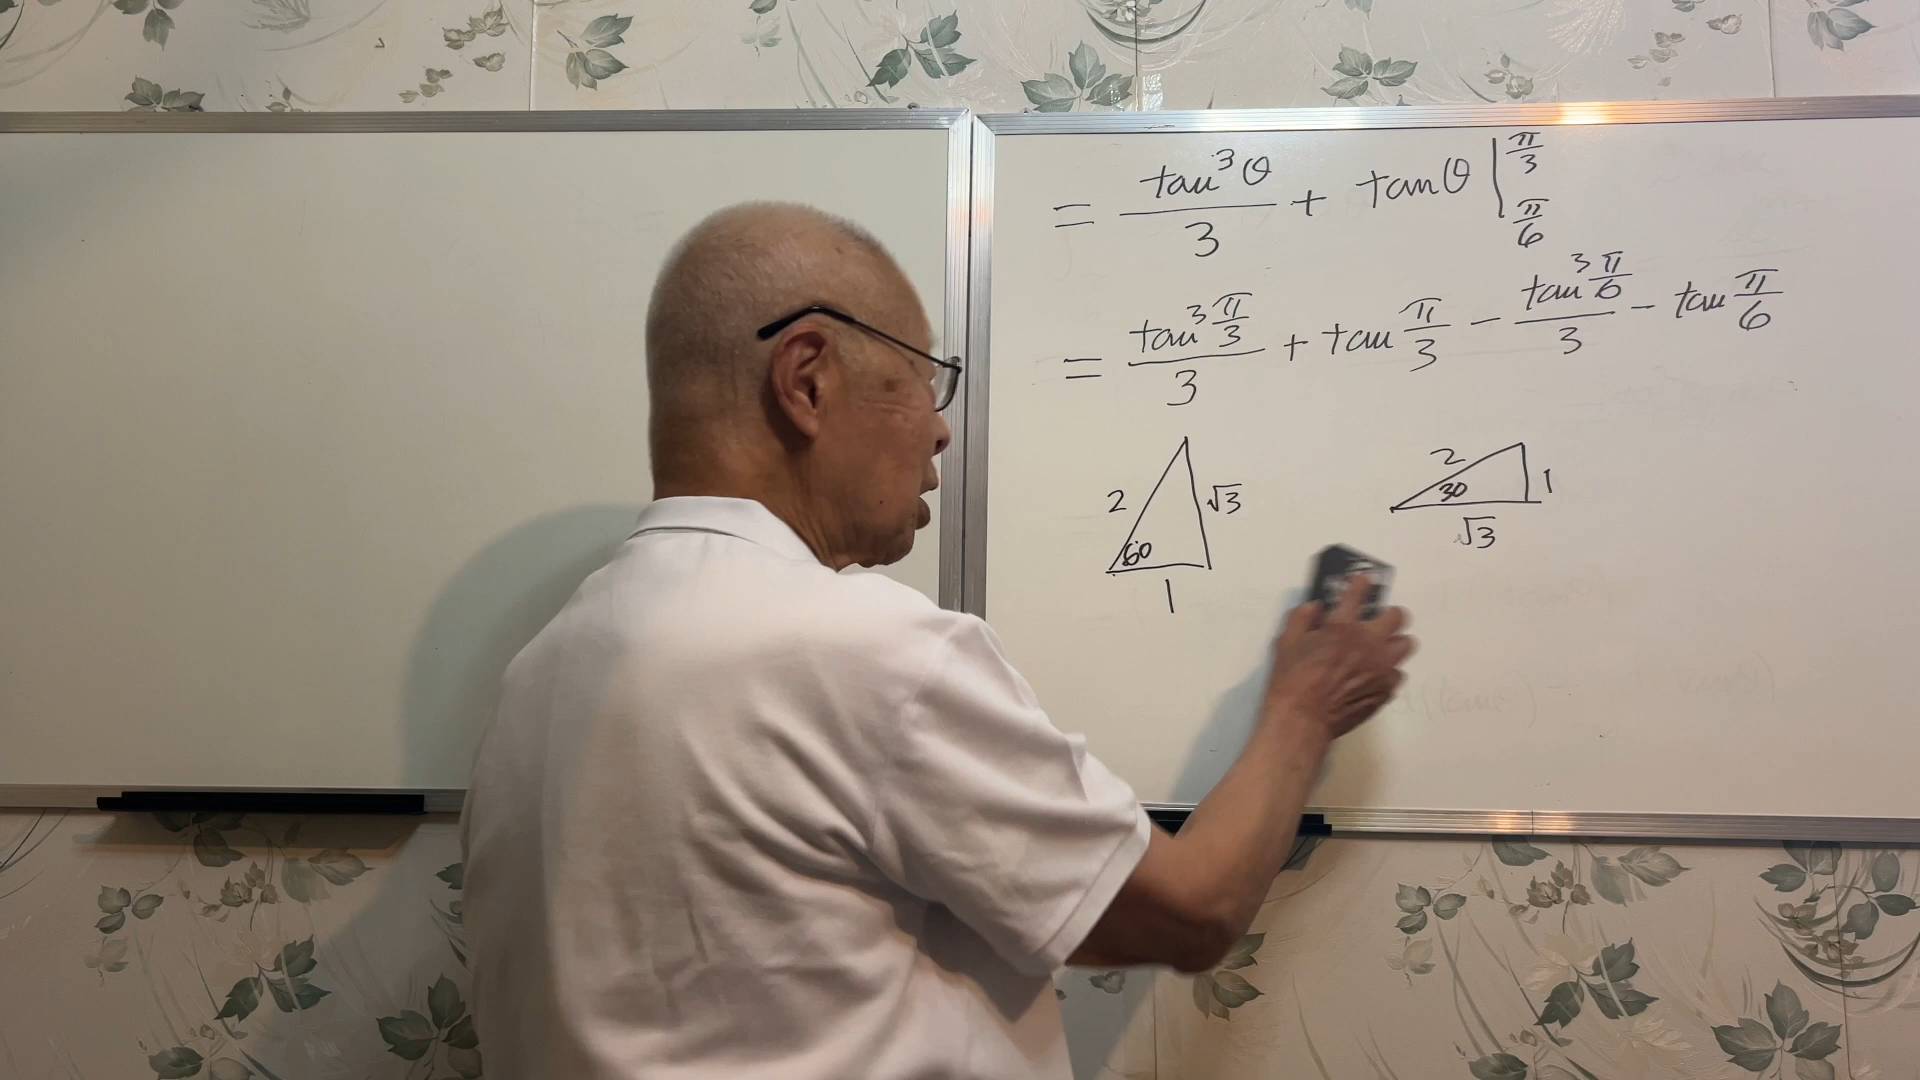 = tan³θ / 3 + tanθ | π/3 π/6
= tan³ π/3 / 3 + tan π/3 − tan³ π/6 / 3 − tan π/6
2 √3 60 1
2 30 1 √3